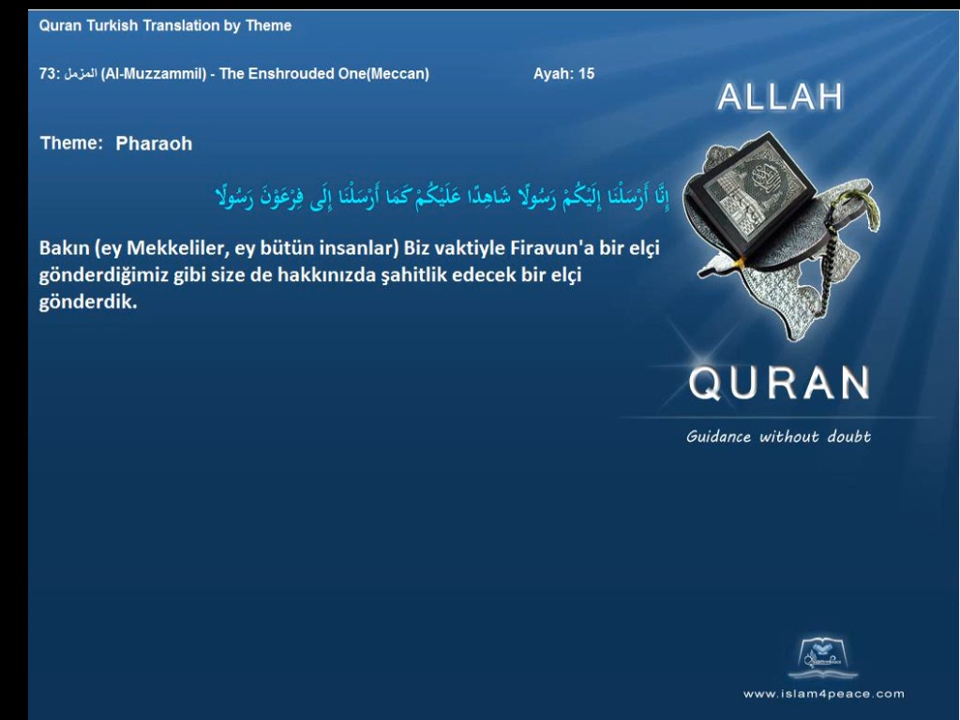 Quran Turkish Translation by Theme
73: المزمل (Al-Muzzammil) - The Enshrouded One(Meccan) Ayah: 15
ALLAH
Theme: Pharaoh
إِنَّا أَرْسَلْنَا إِلَيْكُمْ رَسُولًا شَاهِدًا عَلَيْكُمْ كَمَا أَرْسَلْنَا إِلَى فِرْعَوْنَ رَسُولًا
Bakın (ey Mekkeliler, ey bütün insanlar) Biz vaktiyle Firavun'a bir elçi
gönderdiğimiz gibi size de hakkınızda şahitlik edecek bir elçi
gönderdik.
QURAN
Guidance without doubt
www.islam4peace.com